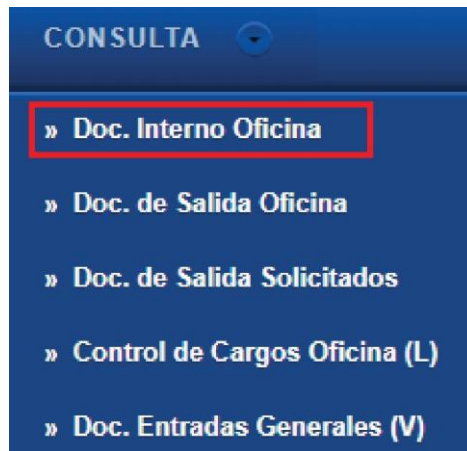 CONSULTA
» Doc. Interno Oficina
» Doc. de Salida Oficina
» Doc. de Salida Solicitados
» Control de Cargos Oficina (L)
» Doc. Entradas Generales (V)